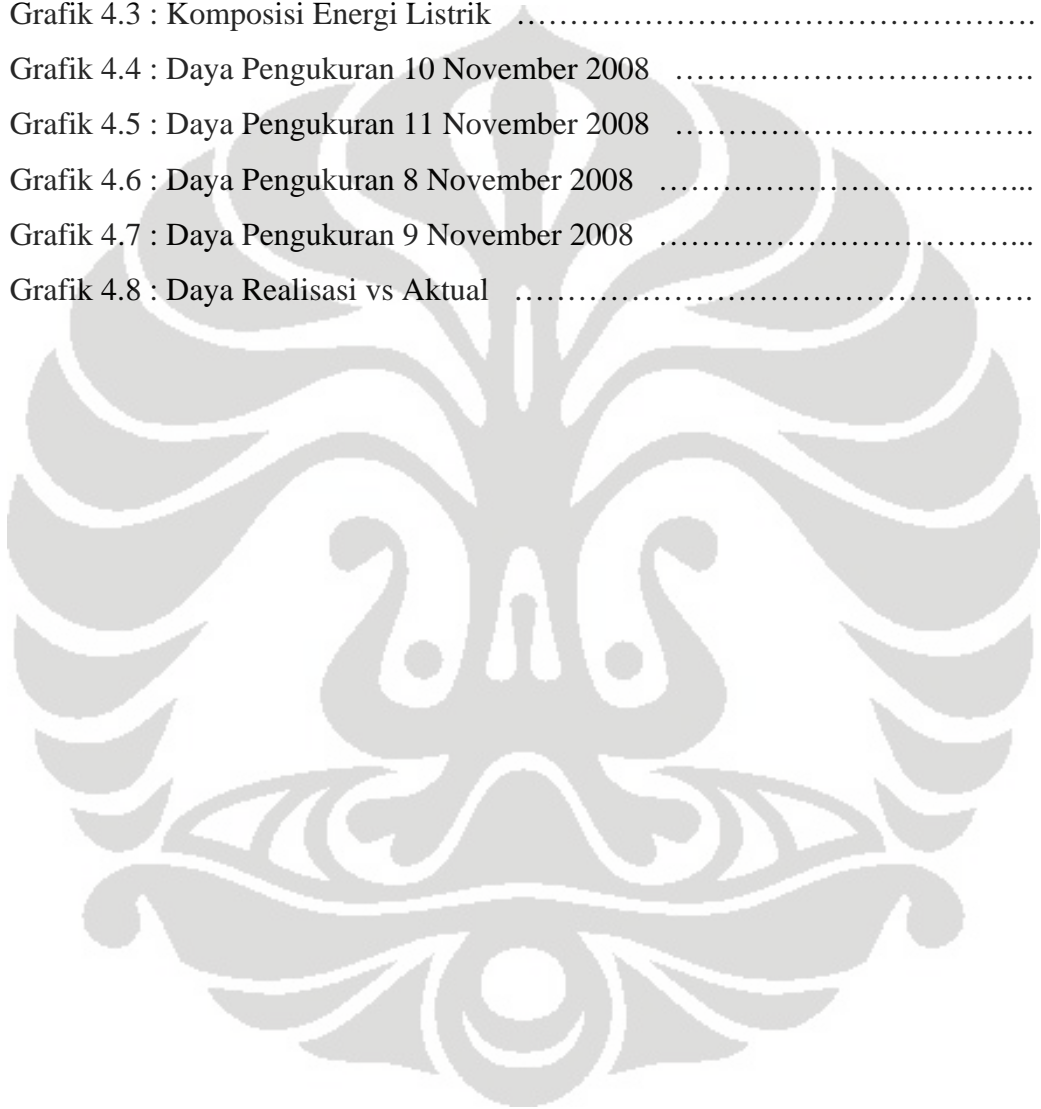 Grafik 4.3 : Komposisi Energi Listrik ………………………………………….
Grafik 4.4 : Daya Pengukuran 10 November 2008 …………………………….
Grafik 4.5 : Daya Pengukuran 11 November 2008 …………………………….
Grafik 4.6 : Daya Pengukuran 8 November 2008 ……………………………...
Grafik 4.7 : Daya Pengukuran 9 November 2008 ……………………………...
Grafik 4.8 : Daya Realisasi vs Aktual ………………………………………….